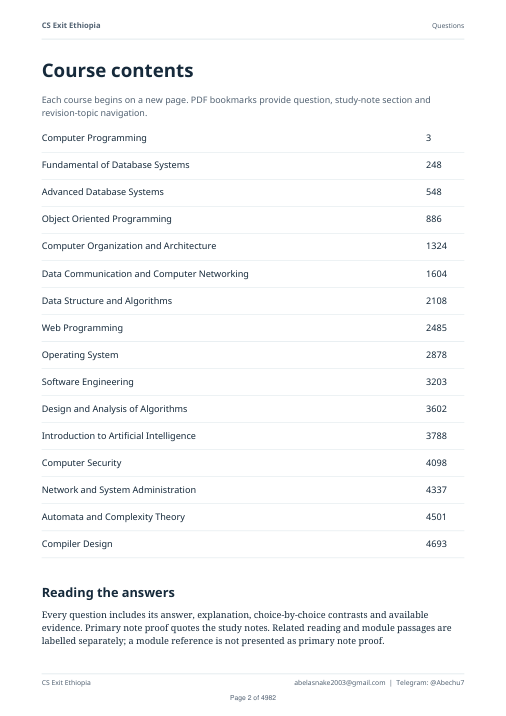 CS Exit Ethiopia Questions
Course contents
Each course begins on a new page. PDF bookmarks provide question, study-note section and
revision-topic navigation.
Computer Programming 3
Fundamental of Database Systems 248
Advanced Database Systems 548
Object Oriented Programming 886
Computer Organization and Architecture 1324
Data Communication and Computer Networking 1604
Data Structure and Algorithms 2108
Web Programming 2485
Operating System 2878
Software Engineering 3203
Design and Analysis of Algorithms 3602
Introduction to Artificial Intelligence 3788
Computer Security 4098
Network and System Administration 4337
Automata and Complexity Theory 4501
Compiler Design 4693
Reading the answers
Every question includes its answer, explanation, choice-by-choice contrasts and available
evidence. Primary note proof quotes the study notes. Related reading and module passages are
labelled separately; a module reference is not presented as primary note proof.
CS Exit Ethiopia abelasnake2003@gmail.com | Telegram: @Abechu7
Page 2 of 4982